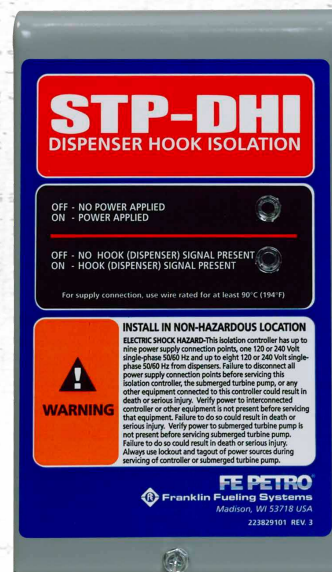 STP-DHI
DISPENSER HOOK ISOLATION
OFF - NO POWER APPLIED
ON - POWER APPLIED
OFF - NO HOOK (DISPENSER) SIGNAL PRESENT
ON - HOOK (DISPENSER) SIGNAL PRESENT
For supply connection, use wire rated for at least 90°C (194°F)
WARNING
INSTALL IN NON-HAZARDOUS LOCATION
ELECTRIC SHOCK HAZARD-This isolation controller has up to
nine power supply connection points, one 120 or 240 Volt
single-phase 50/60 Hz and up to eight 120 or 240 Volt single-
phase 50/60 Hz from dispensers. Failure to disconnect all
power supply connection points before servicing this
isolation controller, the submerged turbine pump, or any
other equipment connected to this controller could result in
death or serious injury. Verify power to interconnected
controller or other equipment is not present before servicing
that equipment. Failure to do so could result in death or
serious injury. Verify power to submerged turbine pump is
not present before servicing submerged turbine pump.
Failure to do so could result in death or serious injury.
Always use lockout and tagout of power sources during
servicing of controller or submerged turbine pump.
FE PETRO®
Franklin Fueling Systems
Madison, WI 53718 USA
223829101 REV. 3